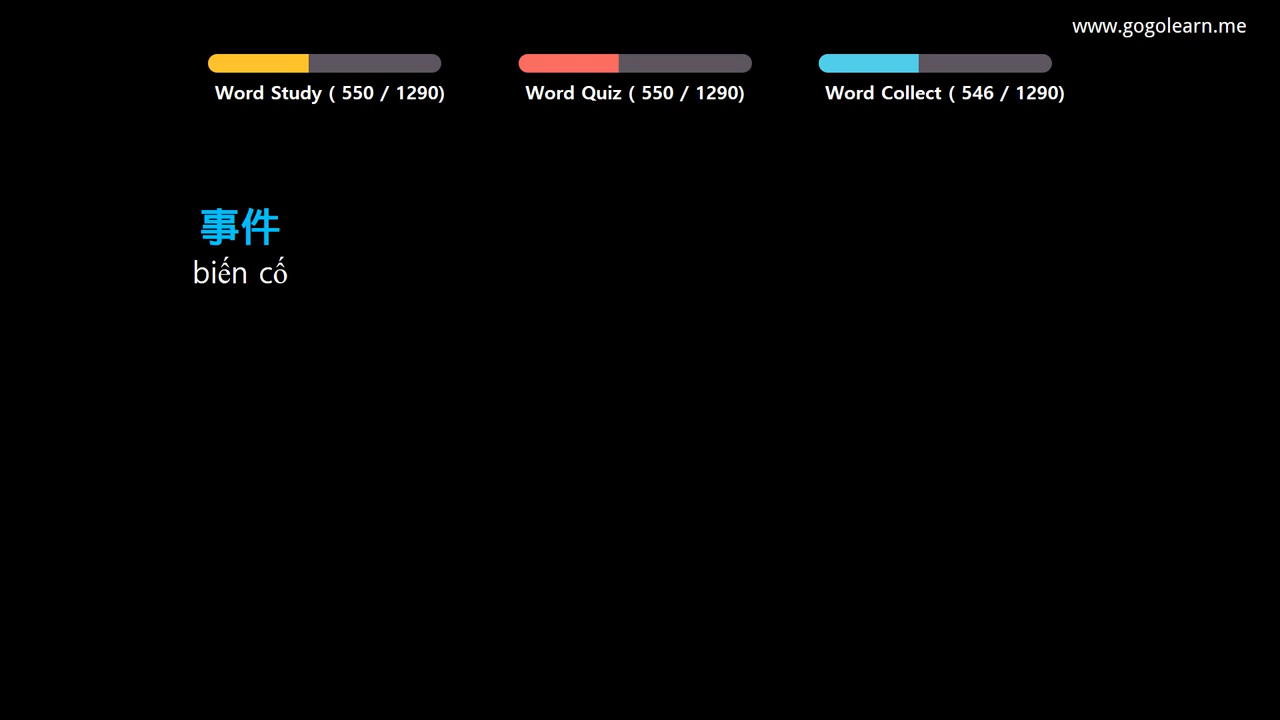 www.gogolearn.me
Word Study ( 550 / 1290)
Word Quiz ( 550 / 1290)
Word Collect ( 546 / 1290)
事件
biến cố